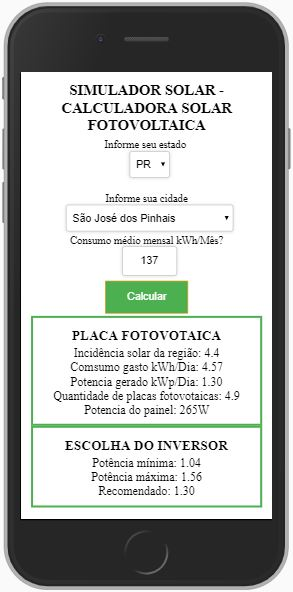 SIMULADOR SOLAR -
CALCULADORA SOLAR
FOTOVOLTAICA
Informe seu estado
PR
Informe sua cidade
São José dos Pinhais
Consumo médio mensal kWh/Mês?
137
Calcular
PLACA FOTOVOTAICA
Incidência solar da região: 4.4
Comsumo gasto kWh/Dia: 4.57
Potencia gerado kWp/Dia: 1.30
Quantidade de placas fotovoltaicas: 4.9
Potencia do painel: 265W
ESCOLHA DO INVERSOR
Potência mínima: 1.04
Potência máxima: 1.56
Recomendado: 1.30